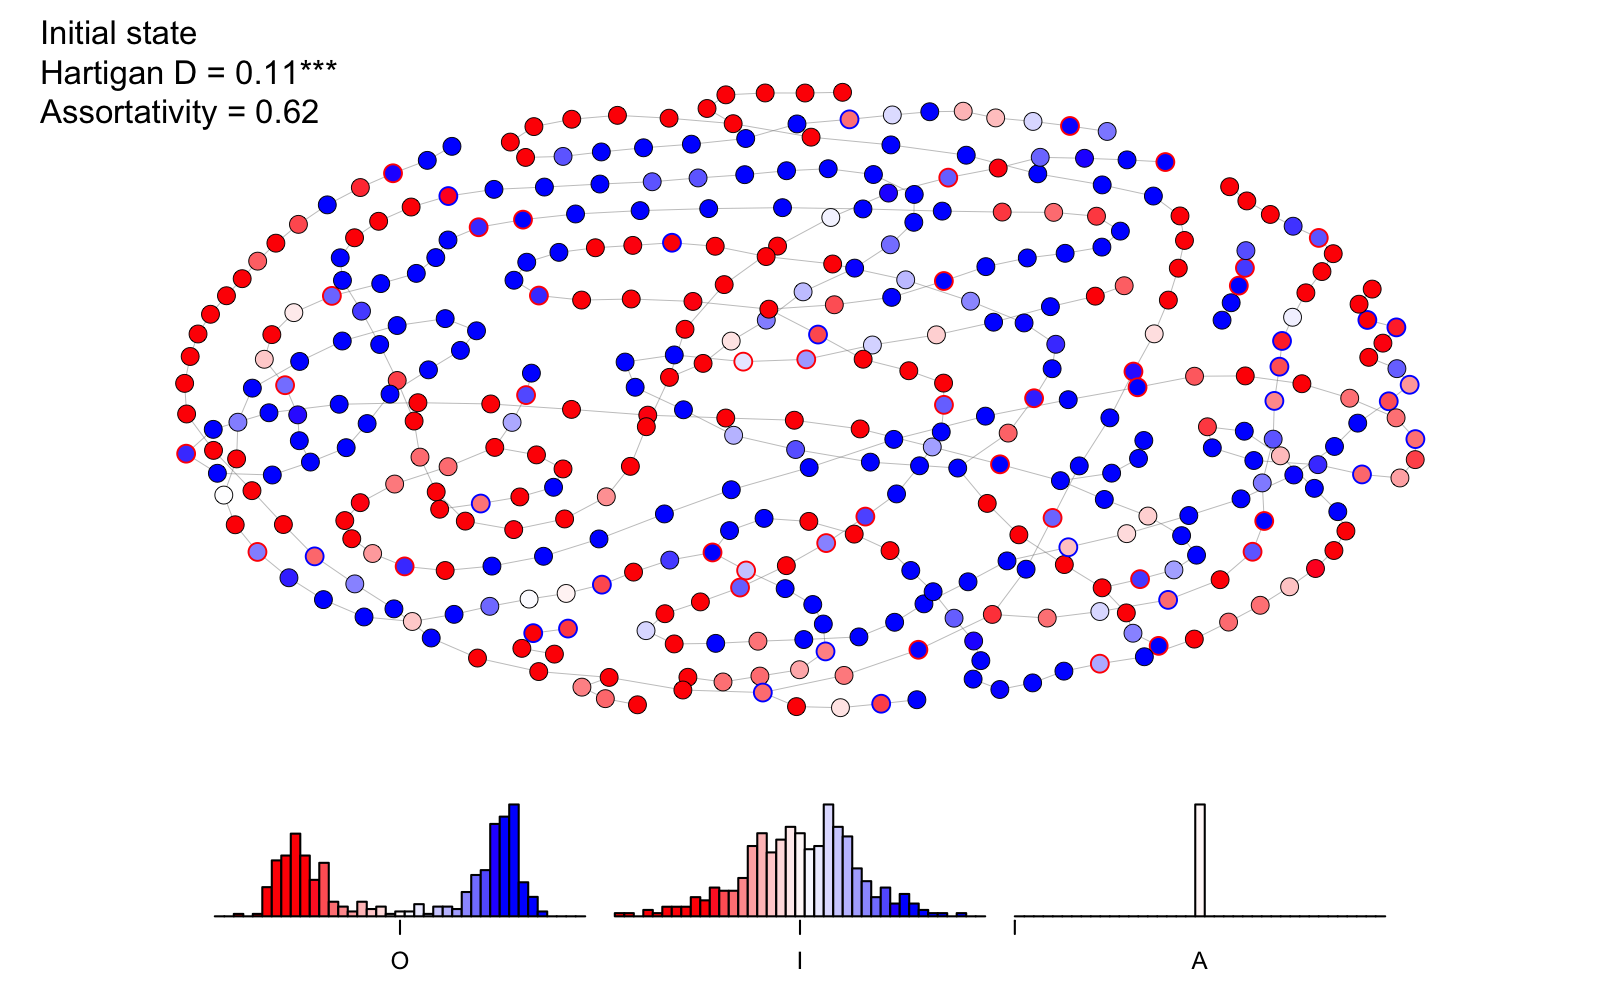 Initial state
Hartigan D = 0.11***
Assortativity = 0.62
O
I
A